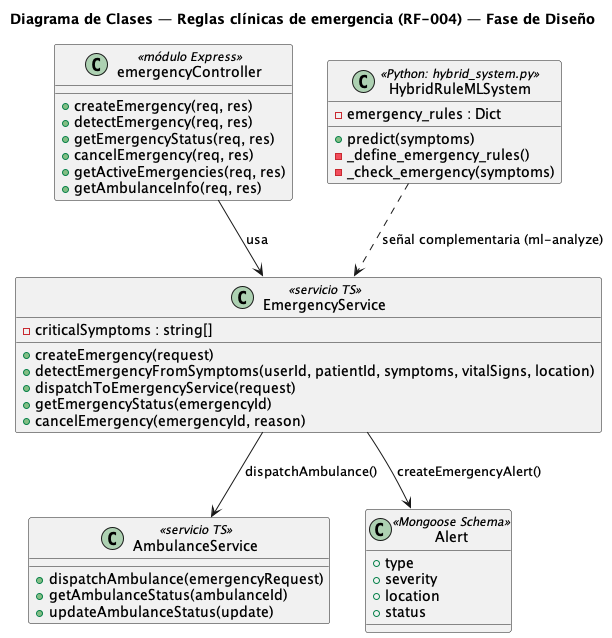 Diagrama de Clases — Reglas clínicas de emergencia (RF-004) — Fase de Diseño
C
«módulo Express»
emergencyController
createEmergency(req, res)
detectEmergency(req, res)
getEmergencyStatus(req, res)
cancelEmergency(req, res)
getActiveEmergencies(req, res)
getAmbulanceInfo(req, res)
C
«Python: hybrid_system.py»
HybridRuleMLSystem
emergency_rules : Dict
predict(symptoms)
_define_emergency_rules()
_check_emergency(symptoms)
usa
señal complementaria (ml-analyze)
C
«servicio TS»
EmergencyService
criticalSymptoms : string[]
createEmergency(request)
detectEmergencyFromSymptoms(userId, patientId, symptoms, vitalSigns, location)
dispatchToEmergencyService(request)
getEmergencyStatus(emergencyId)
cancelEmergency(emergencyId, reason)
dispatchAmbulance()
createEmergencyAlert()
C
«servicio TS»
AmbulanceService
dispatchAmbulance(emergencyRequest)
getAmbulanceStatus(ambulanceId)
updateAmbulanceStatus(update)
C
«Mongoose Schema»
Alert
type
severity
location
status